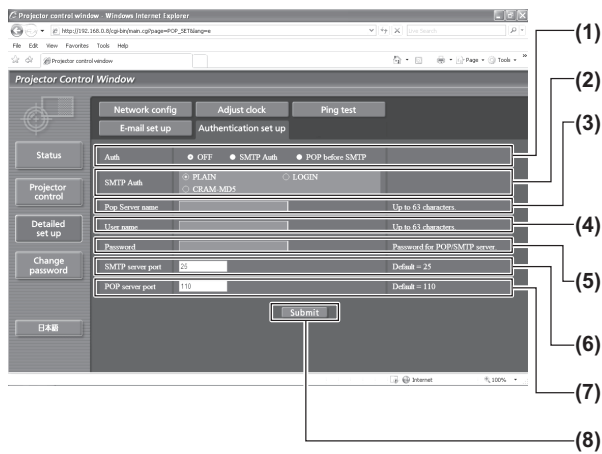 Projector control window - Windows Internet Explorer
http://192.168.0.8/cgi-bin/main.cgi?page=POP_SET&lang=e
Live Search
File Edit View Favorites Tools Help
Projector control window
Page Tools
Projector Control Window
Network config Adjust clock Ping test
E-mail set up Authentication set up
Status
Projector control
Detailed set up
Change password
日本語
Auth OFF SMTP Auth POP before SMTP
SMTP Auth PLAIN LOGIN
CRAM-MD5
Pop Server name Up to 63 characters.
User name Up to 63 characters.
Password Password for POP/SMTP server.
SMTP server port 25 Default = 25
POP server port 110 Default = 110
Submit
Internet 100%
(1)
(2)
(3)
(4)
(5)
(6)
(7)
(8)